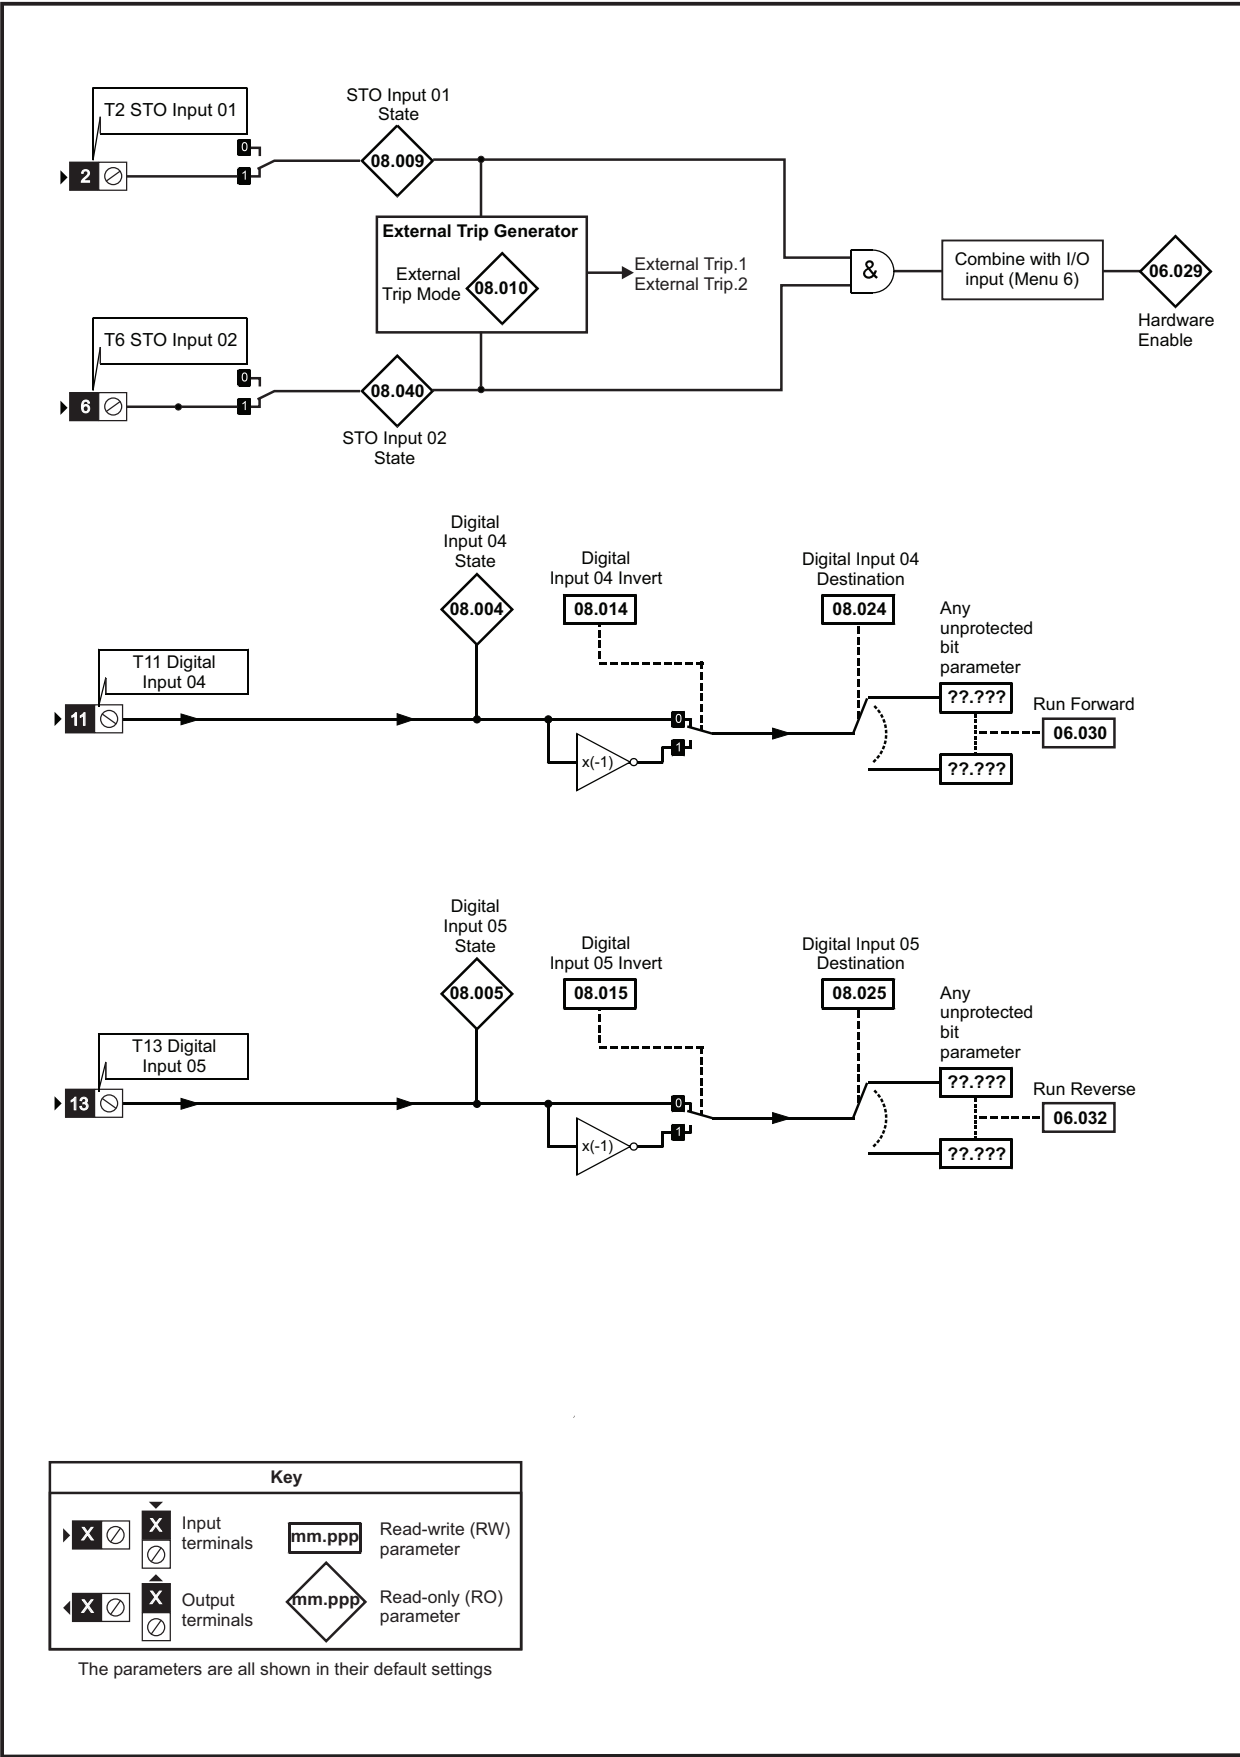 T2 STO Input 01
STO Input 01
State
0
2
1
08.009
External Trip Generator
External
Trip Mode
08.010
External Trip.1
External Trip.2
&
Combine with I/O
input (Menu 6)
06.029
Hardware
Enable
T6 STO Input 02
0
6
1
08.040
STO Input 02
State
Digital
Input 04
State
08.004
Digital
Input 04 Invert
08.014
Digital Input 04
Destination
08.024
Any
unprotected
bit
parameter
T11 Digital
Input 04
11
0
1
x(-1)
??.???
??.???
Run Forward
06.030
Digital
Input 05
State
08.005
Digital
Input 05 Invert
08.015
Digital Input 05
Destination
08.025
Any
unprotected
bit
parameter
T13 Digital
Input 05
13
0
1
x(-1)
??.???
??.???
Run Reverse
06.032
Key
X
X
Input
terminals
mm.ppp
Read-write (RW)
parameter
X
X
Output
terminals
mm.ppp
Read-only (RO)
parameter
The parameters are all shown in their default settings